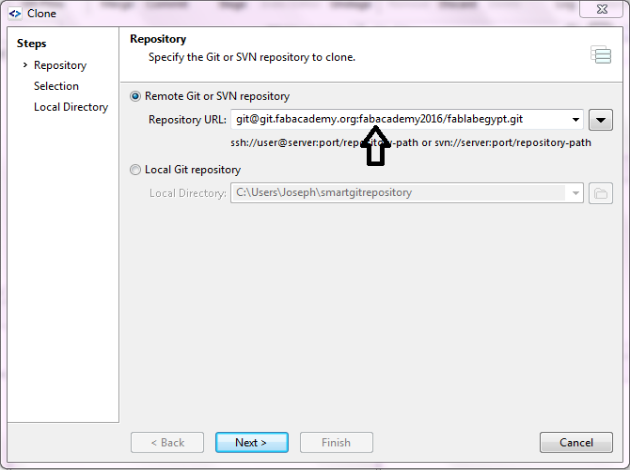 Clone
Steps
Repository
Selection
Local Directory
Repository
Specify the Git or SVN repository to clone.
Remote Git or SVN repository
Repository URL: git@git.fabacademy.org:fabacademy2016/fablabegypt.git
ssh://user@server:port/repository-path or svn://server:port/repository-path
Local Git repository
Local Directory: C:\Users\Joseph\smartgitrepository
< Back Next > Finish Cancel